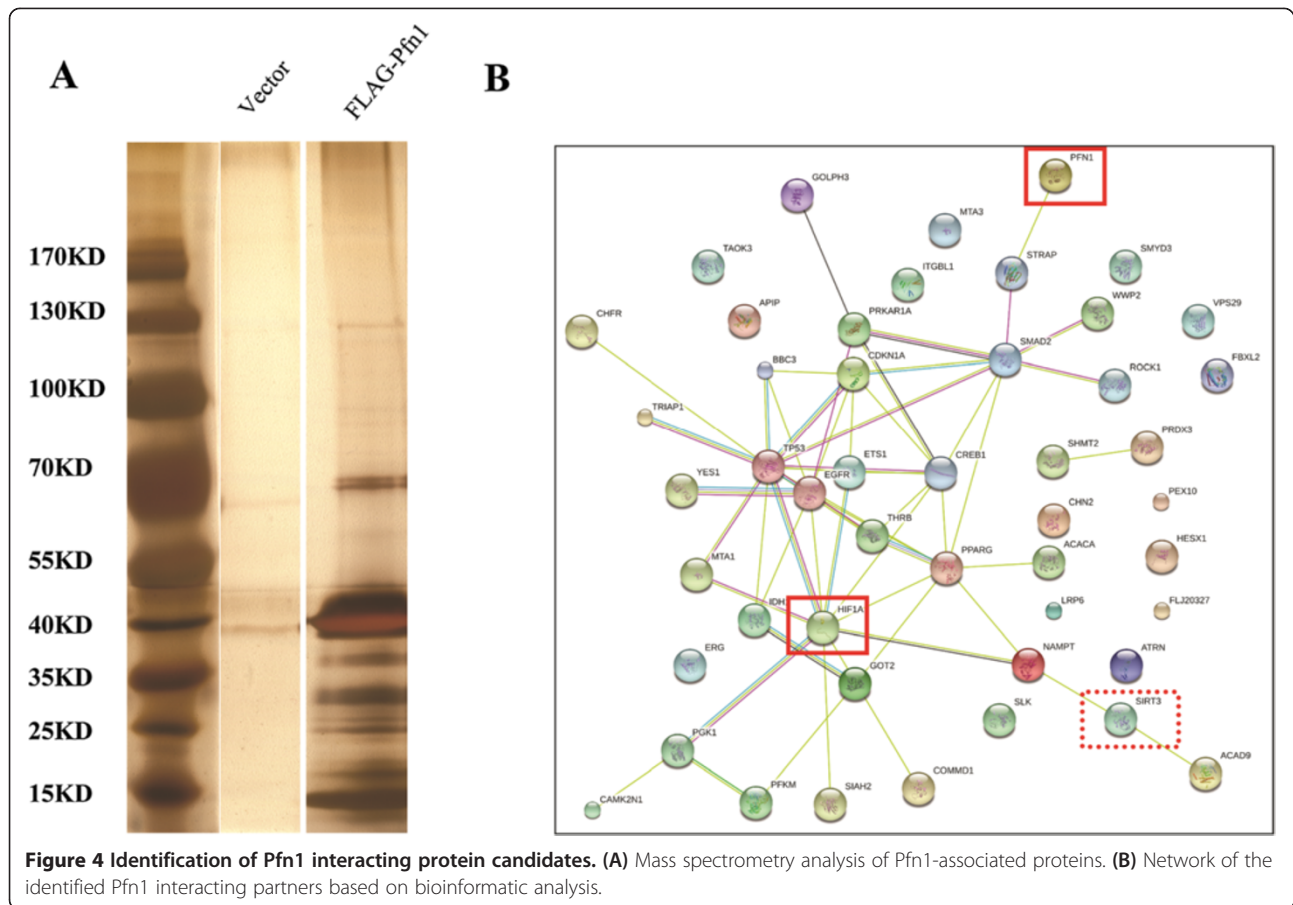 A
B
Vector
FLAG-Pfn1
170KD
130KD
100KD
70KD
55KD
40KD
35KD
25KD
15KD
PFN1
GOLPH3
MTA3
TAOK3
STRAP
SMYD3
ITGBL1
WWP2
VPS29
APIP
PRKAR1A
CHFR
SMAD2
CDKN1A
BBC3
ROCK1
FBXL2
TRIAP1
PRDX3
SHMT2
TP53
ETS1
CREB1
YES1
EGFR
PEX10
CHN2
THRB
HESX1
PPARG
ACACA
MTA1
LRP6
FLJ20327
HIF1A
NAMPT
ATRN
ERG
GOT2
SIRT3
SLK
PGK1
ACAD9
COMMD1
SIAH2
PFKM
CAMK2N1
Figure 4 Identification of Pfn1 interacting protein candidates. (A) Mass spectrometry analysis of Pfn1-associated proteins. (B) Network of the
identified Pfn1 interacting partners based on bioinformatic analysis.